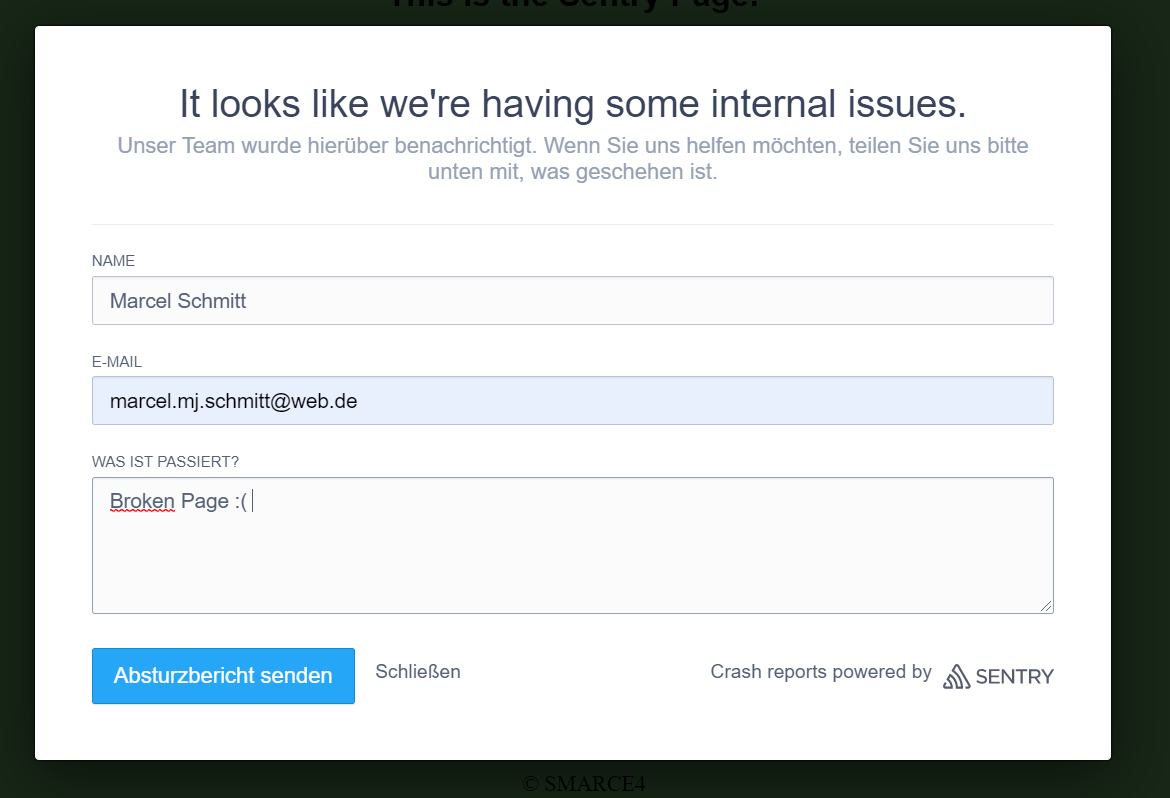 This is the Sentry Page!
It looks like we're having some internal issues.
Unser Team wurde hierüber benachrichtigt. Wenn Sie uns helfen möchten, teilen Sie uns bitte
unten mit, was geschehen ist.
NAME
Marcel Schmitt
E-MAIL
marcel.mj.schmitt@web.de
WAS IST PASSIERT?
Broken Page :(
Absturzbericht senden
Schließen
Crash reports powered by SENTRY
© SMARCE4